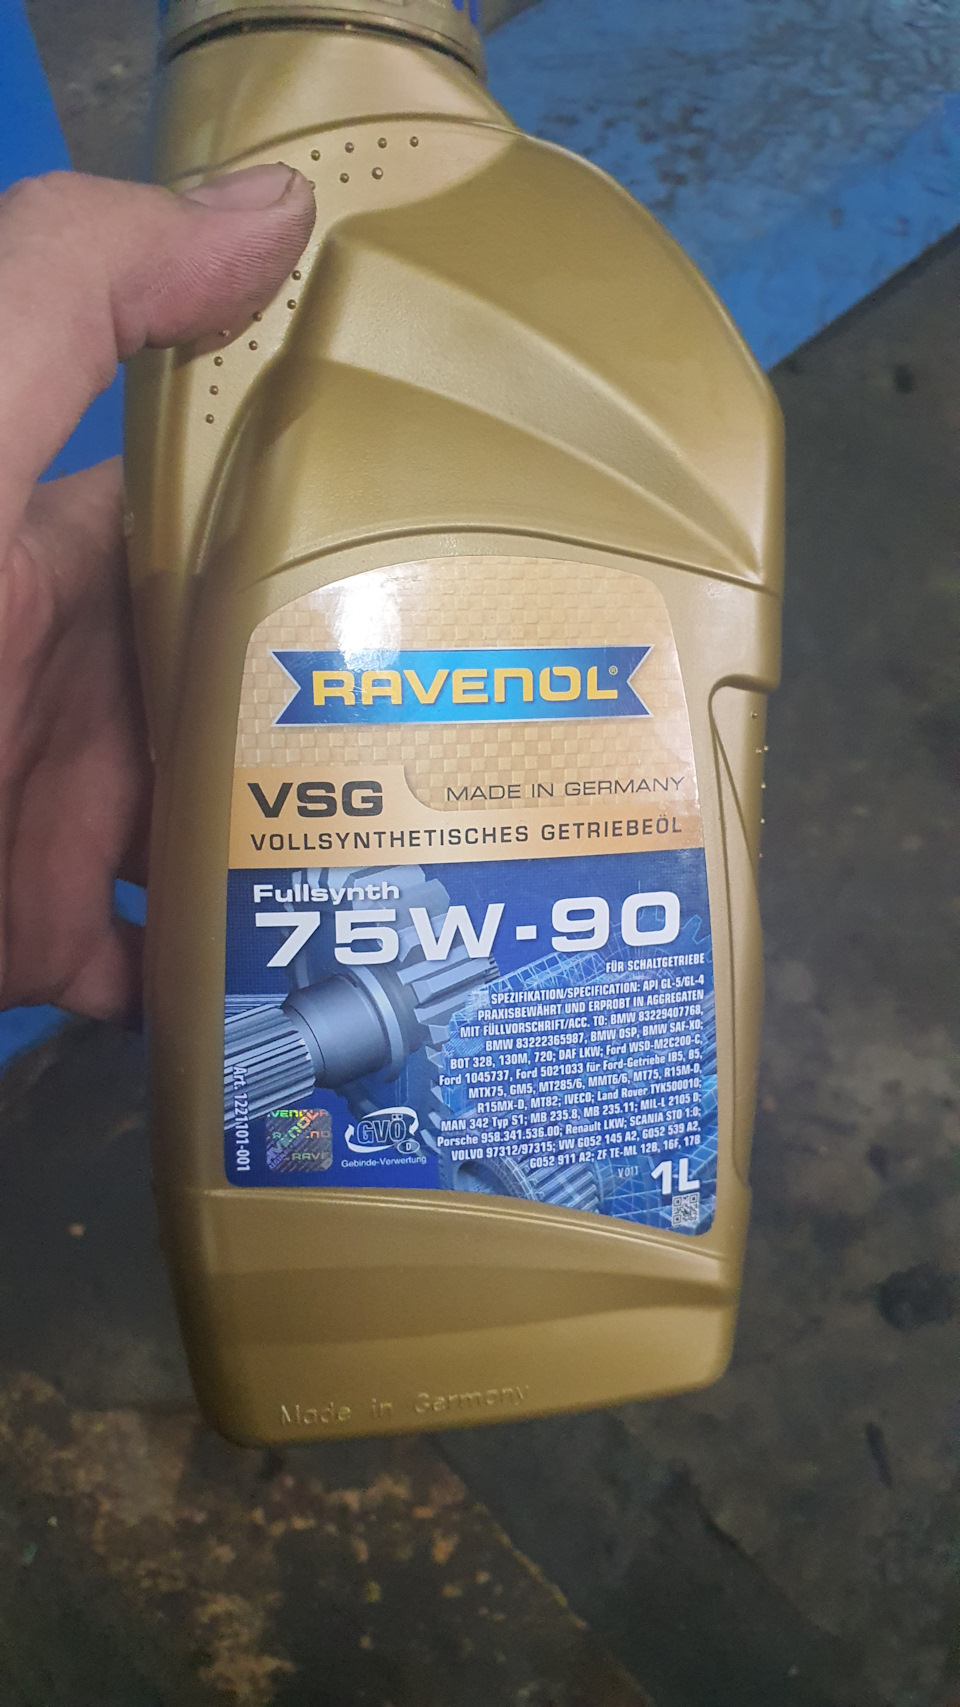 RAVENOL®
VSG
MADE IN GERMANY
VOLLSYNTHETISCHES GETRIEBEÖL
Fullsynth
75W-90
FÜR SCHALTGETRIEBE
SPEZIFIKATION/SPECIFICATION: API GL-5/GL-4
PRAXISBEWÄHRT UND ERPROBT IN AGGREGATEN
MIT FÜLLVORSCHRIFT/ACC. TO: BMW 83229407768,
BMW 83222365987, BMW OSP, BMW SAF-XO;
BOT 328, 130M, 720; DAF LKW; Ford WSD-M2C200-C,
Ford 1045737, Ford 5021033 für Ford-Getriebe IB5, B5,
MTX75, GM5, MT285/6, MMT6/6, MT75, R15M-D,
R15MX-D, MT82; IVECO; Land Rover TYK500010;
MAN 342 Typ S1; MB 235.8, MB 235.11; MIL-L 2105 D;
Porsche 958.341.536.00; Renault LKW; SCANIA STO 1:0;
VOLVO 97312/97315; VW G052 145 A2, G052 539 A2,
G052 911 A2; ZF TE-ML 12B, 16F, 17B
V011
1L
Art. 1221101-001
RAVENOL
GVÖ
D
Gebinde-Verwertung
Made in Germany